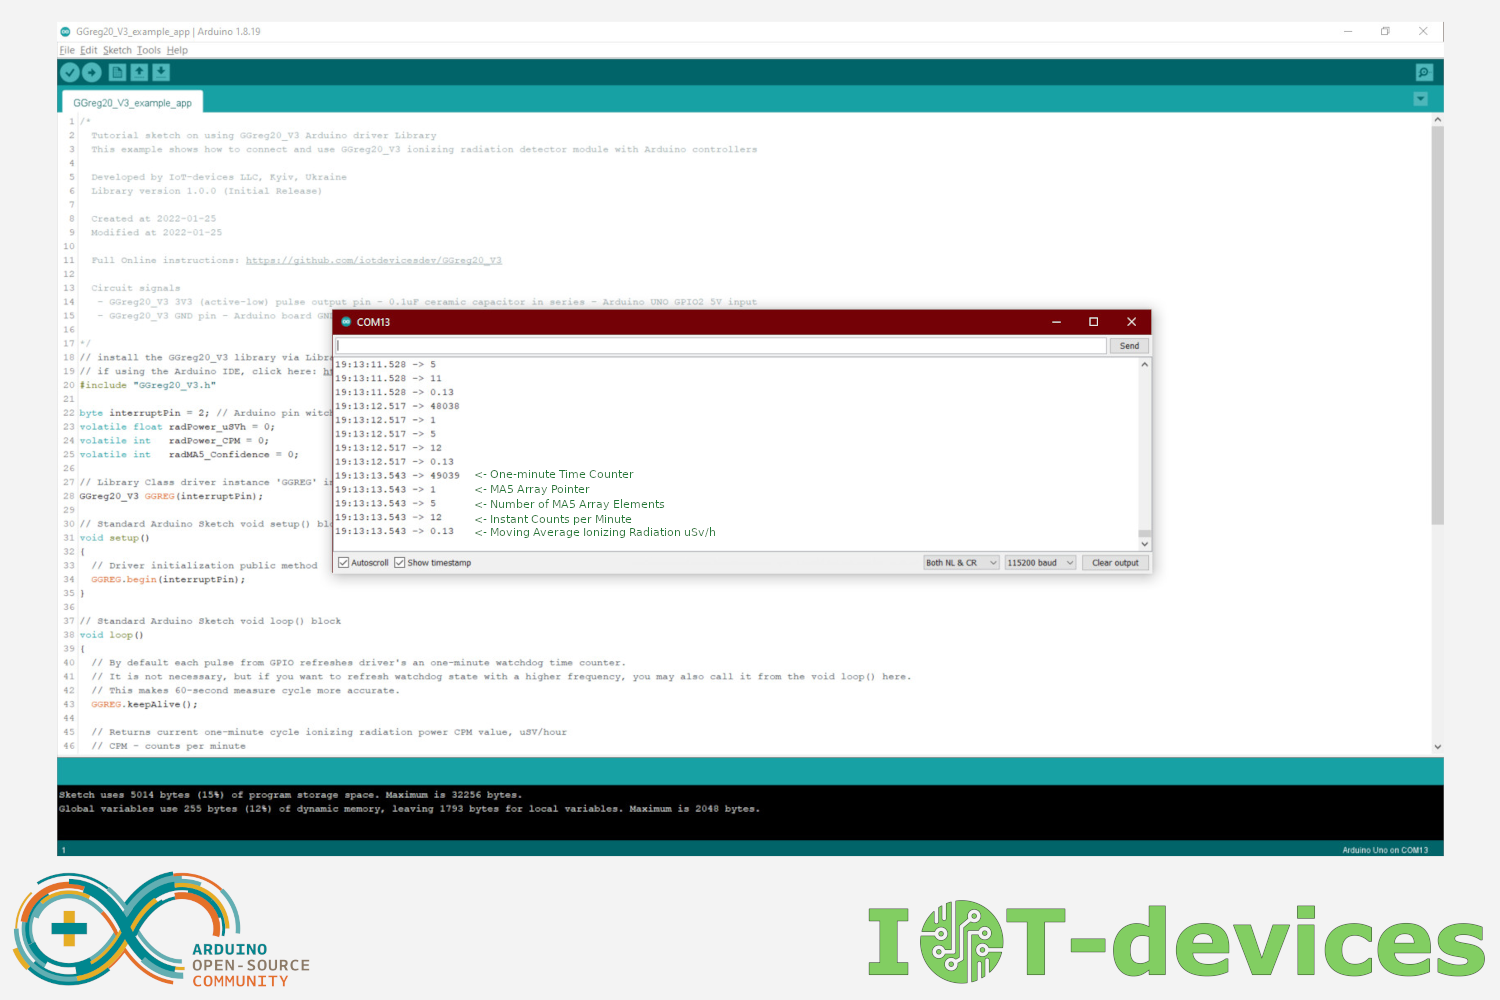 GGreg20_V3_example_app | Arduino 1.8.19
File Edit Sketch Tools Help
GGreg20_V3_example_app
1 /*
2 Tutorial sketch on using GGreg20_V3 Arduino driver Library
3 This example shows how to connect and use GGreg20_V3 ionizing radiation detector module with Arduino controllers
4
5 Developed by IoT-devices LLC, Kyiv, Ukraine
6 Library version 1.0.0 (Initial Release)
7
8 Created at 2022-01-25
9 Modified at 2022-01-25
10
11 Full Online instructions: https://github.com/iotdevicesdev/GGreg20_V3
12
13 Circuit signals
14 - GGreg20_V3 3V3 (active-low) pulse output pin - 0.1uF ceramic capacitor in series - Arduino UNO GPIO2 5V input
15 - GGreg20_V3 GND pin - Arduino board GN
16
17 */
18 // install the GGreg20_V3 library via Libr
19 // if using the Arduino IDE, click here:
20 #include "GGreg20_V3.h"
21
22 byte interruptPin = 2; // Arduino pin witc
23 volatile float radPower_uSVh = 0;
24 volatile int radPower_CPM = 0;
25 volatile int radMA5_Confidence = 0;
26
27 // Library Class driver instance 'GGREG' i
28 GGreg20_V3 GGREG(interruptPin);
29
30 // Standard Arduino Sketch void setup() blo
31 void setup()
32 {
33 // Driver initialization public method
34 GGREG.begin(interruptPin);
35 }
36
37 // Standard Arduino Sketch void loop() block
38 void loop()
39 {
40 // By default each pulse from GPIO refreshes driver's an one-minute watchdog time counter.
41 // It is not necessary, but if you want to refresh watchdog state with a higher frequency, you may also call it from the void loop() here.
42 // This makes 60-second measure cycle more accurate.
43 GGREG.keepAlive();
44
45 // Returns current one-minute cycle ionizing radiation power CPM value, uSV/hour
46 // CPM - counts per minute
COM13
Send
19:13:11.528 -> 5
19:13:11.528 -> 11
19:13:11.528 -> 0.13
19:13:12.517 -> 48038
19:13:12.517 -> 1
19:13:12.517 -> 5
19:13:12.517 -> 12
19:13:12.517 -> 0.13
19:13:13.543 -> 49039 <- One-minute Time Counter
19:13:13.543 -> 1 <- MA5 Array Pointer
19:13:13.543 -> 5 <- Number of MA5 Array Elements
19:13:13.543 -> 12 <- Instant Counts per Minute
19:13:13.543 -> 0.13 <- Moving Average Ionizing Radiation uSv/h
Autoscroll Show timestamp Both NL & CR 115200 baud Clear output
Sketch uses 5014 bytes (15%) of program storage space. Maximum is 32256 bytes.
Global variables use 255 bytes (12%) of dynamic memory, leaving 1793 bytes for local variables. Maximum is 2048 bytes.
1 Arduino Uno on COM13
ARDUINO
OPEN-SOURCE
COMMUNITY
IOT-devices